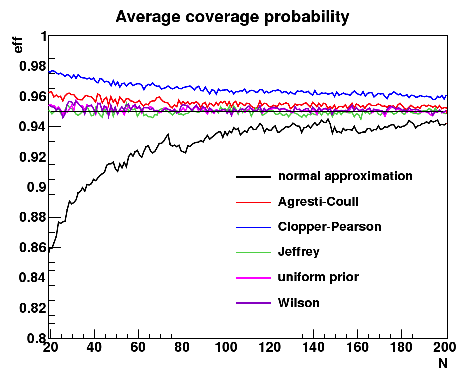 Average coverage probability
eff
1
0.98
0.96
0.94
0.92
0.9
0.88
0.86
0.84
0.82
0.8
normal approximation
Agresti-Coull
Clopper-Pearson
Jeffrey
uniform prior
Wilson
20 40 60 80 100 120 140 160 180 200
N